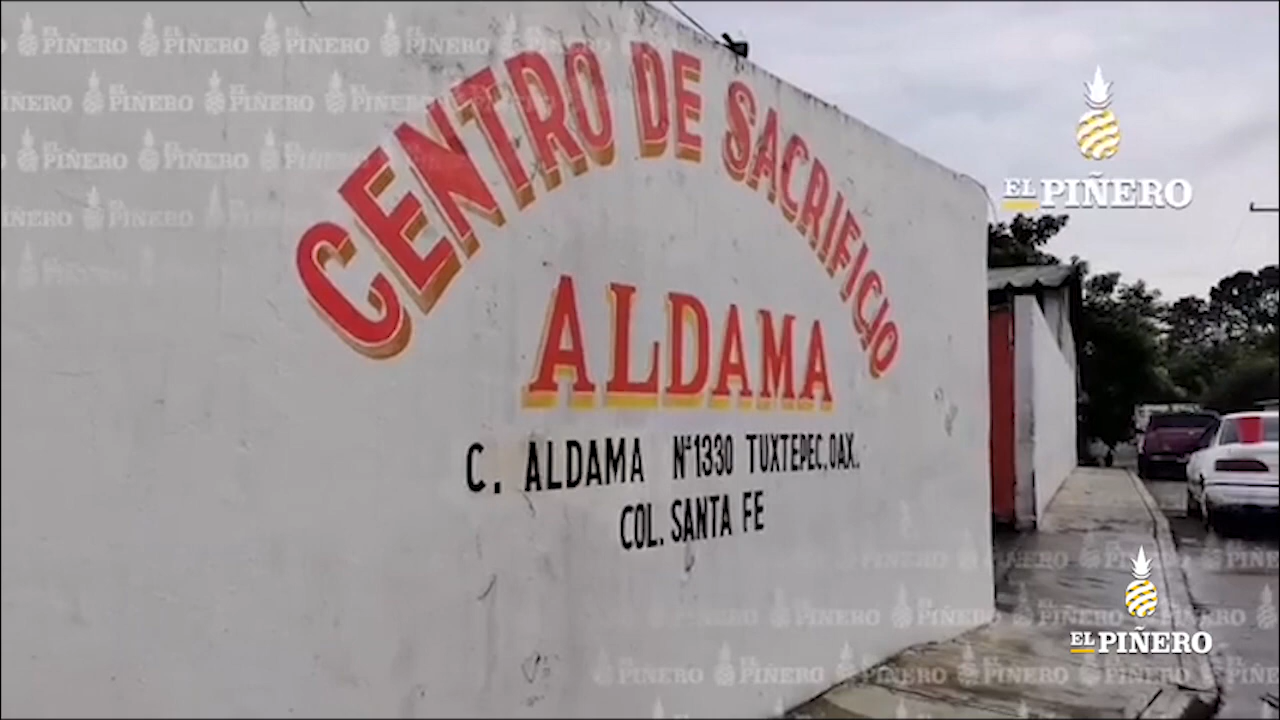 CENTRO DE SACRIFICIO
ALDAMA
C. ALDAMA Nº1330 TUXTEPEC, OAX.
COL. SANTA FE
EL PIÑERO
EL PIÑERO